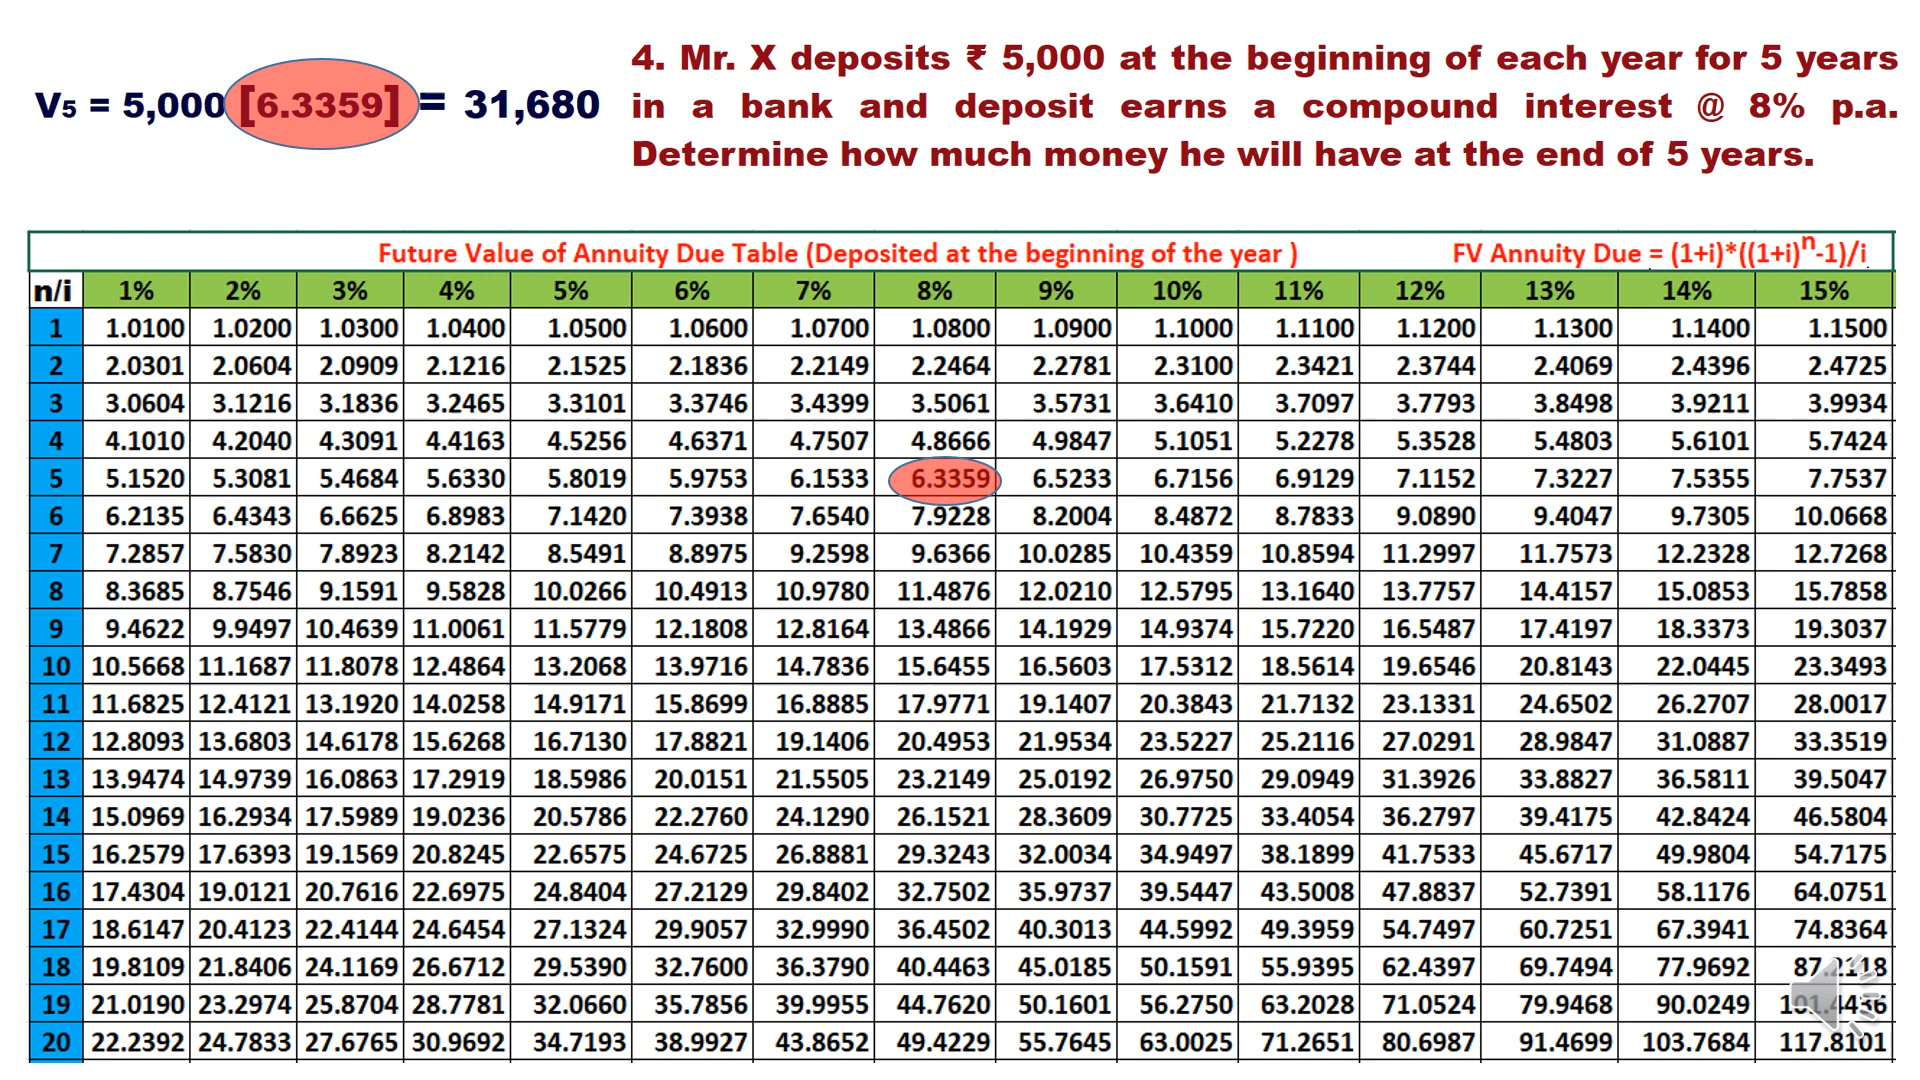 V5 = 5,000 [6.3359] = 31,680
4. Mr. X deposits ₹ 5,000 at the beginning of each year for 5 years
in a bank and deposit earns a compound interest @ 8% p.a.
Determine how much money he will have at the end of 5 years.
Future Value of Annuity Due Table (Deposited at the beginning of the year ) FV Annuity Due = (1+i)*((1+i)n-1)/i
n/i 1% 2% 3% 4% 5% 6% 7% 8% 9% 10% 11% 12% 13% 14% 15%
1 1.0100 1.0200 1.0300 1.0400 1.0500 1.0600 1.0700 1.0800 1.0900 1.1000 1.1100 1.1200 1.1300 1.1400 1.1500
2 2.0301 2.0604 2.0909 2.1216 2.1525 2.1836 2.2149 2.2464 2.2781 2.3100 2.3421 2.3744 2.4069 2.4396 2.4725
3 3.0604 3.1216 3.1836 3.2465 3.3101 3.3746 3.4399 3.5061 3.5731 3.6410 3.7097 3.7793 3.8498 3.9211 3.9934
4 4.1010 4.2040 4.3091 4.4163 4.5256 4.6371 4.7507 4.8666 4.9847 5.1051 5.2278 5.3528 5.4803 5.6101 5.7424
5 5.1520 5.3081 5.4684 5.6330 5.8019 5.9753 6.1533 6.3359 6.5233 6.7156 6.9129 7.1152 7.3227 7.5355 7.7537
6 6.2135 6.4343 6.6625 6.8983 7.1420 7.3938 7.6540 7.9228 8.2004 8.4872 8.7833 9.0890 9.4047 9.7305 10.0668
7 7.2857 7.5830 7.8923 8.2142 8.5491 8.8975 9.2598 9.6366 10.0285 10.4359 10.8594 11.2997 11.7573 12.2328 12.7268
8 8.3685 8.7546 9.1591 9.5828 10.0266 10.4913 10.9780 11.4876 12.0210 12.5795 13.1640 13.7757 14.4157 15.0853 15.7858
9 9.4622 9.9497 10.4639 11.0061 11.5779 12.1808 12.8164 13.4866 14.1929 14.9374 15.7220 16.5487 17.4197 18.3373 19.3037
10 10.5668 11.1687 11.8078 12.4864 13.2068 13.9716 14.7836 15.6455 16.5603 17.5312 18.5614 19.6546 20.8143 22.0445 23.3493
11 11.6825 12.4121 13.1920 14.0258 14.9171 15.8699 16.8885 17.9771 19.1407 20.3843 21.7132 23.1331 24.6502 26.2707 28.0017
12 12.8093 13.6803 14.6178 15.6268 16.7130 17.8821 19.1406 20.4953 21.9534 23.5227 25.2116 27.0291 28.9847 31.0887 33.3519
13 13.9474 14.9739 16.0863 17.2919 18.5986 20.0151 21.5505 23.2149 25.0192 26.9750 29.0949 31.3926 33.8827 36.5811 39.5047
14 15.0969 16.2934 17.5989 19.0236 20.5786 22.2760 24.1290 26.1521 28.3609 30.7725 33.4054 36.2797 39.4175 42.8424 46.5804
15 16.2579 17.6393 19.1569 20.8245 22.6575 24.6725 26.8881 29.3243 32.0034 34.9497 38.1899 41.7533 45.6717 49.9804 54.7175
16 17.4304 19.0121 20.7616 22.6975 24.8404 27.2129 29.8402 32.7502 35.9737 39.5447 43.5008 47.8837 52.7391 58.1176 64.0751
17 18.6147 20.4123 22.4144 24.6454 27.1324 29.9057 32.9990 36.4502 40.3013 44.5992 49.3959 54.7497 60.7251 67.3941 74.8364
18 19.8109 21.8406 24.1169 26.6712 29.5390 32.7600 36.3790 40.4463 45.0185 50.1591 55.9395 62.4397 69.7494 77.9692 87.2118
19 21.0190 23.2974 25.8704 28.7781 32.0660 35.7856 39.9955 44.7620 50.1601 56.2750 63.2028 71.0524 79.9468 90.0249 101.4436
20 22.2392 24.7833 27.6765 30.9692 34.7193 38.9927 43.8652 49.4229 55.7645 63.0025 71.2651 80.6987 91.4699 103.7684 117.8101